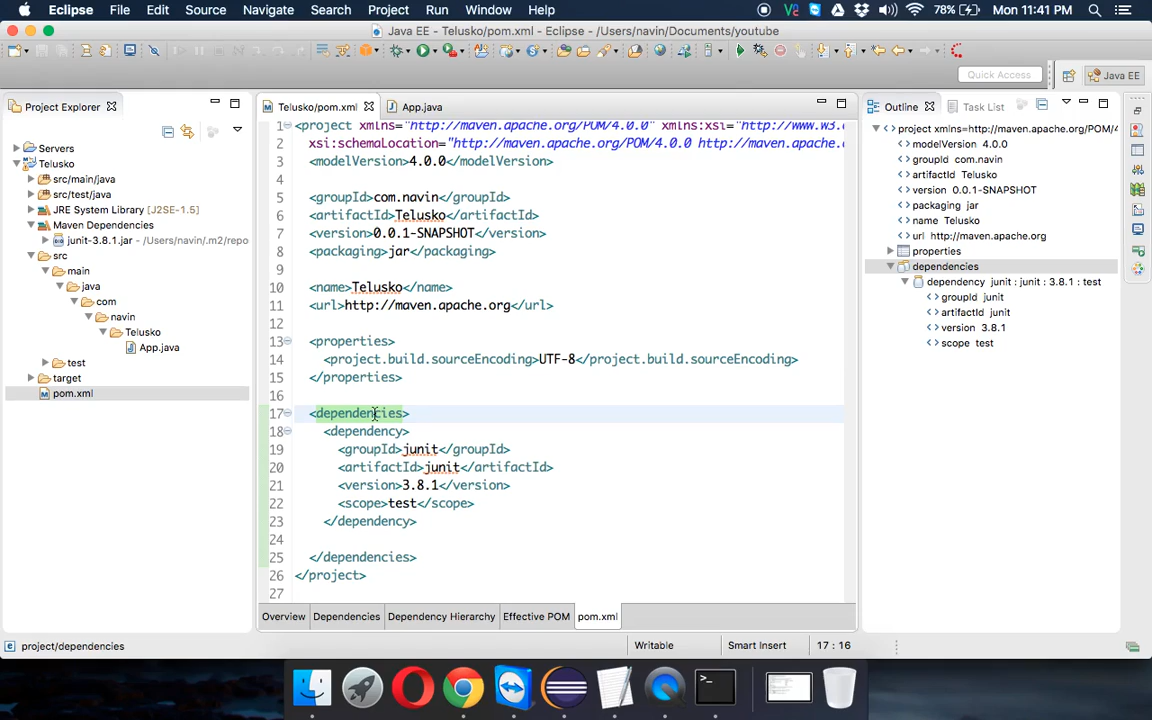 Eclipse File Edit Source Navigate Search Project Run Window Help 78% Mon 11:41 PM
Java EE - Telusko/pom.xml - Eclipse - /Users/navin/Documents/youtube
Quick Access Java EE
Project Explorer
Servers
Telusko
src/main/java
src/test/java
JRE System Library [J2SE-1.5]
Maven Dependencies
junit-3.8.1.jar - /Users/navin/.m2/repo
src
main
java
com
navin
Telusko
App.java
test
target
pom.xml
Telusko/pom.xml App.java
1 <project xmlns="http://maven.apache.org/POM/4.0.0" xmlns:xsi="http://www.w3.o
2 xsi:schemaLocation="http://maven.apache.org/POM/4.0.0 http://maven.apache.o
3 <modelVersion>4.0.0</modelVersion>
4
5 <groupId>com.navin</groupId>
6 <artifactId>Telusko</artifactId>
7 <version>0.0.1-SNAPSHOT</version>
8 <packaging>jar</packaging>
9
10 <name>Telusko</name>
11 <url>http://maven.apache.org</url>
12
13 <properties>
14 <project.build.sourceEncoding>UTF-8</project.build.sourceEncoding>
15 </properties>
16
17 <dependencies>
18 <dependency>
19 <groupId>junit</groupId>
20 <artifactId>junit</artifactId>
21 <version>3.8.1</version>
22 <scope>test</scope>
23 </dependency>
24
25 </dependencies>
26 </project>
27
Overview Dependencies Dependency Hierarchy Effective POM pom.xml
Outline Task List
project xmlns=http://maven.apache.org/POM/4
modelVersion 4.0.0
groupId com.navin
artifactId Telusko
version 0.0.1-SNAPSHOT
packaging jar
name Telusko
url http://maven.apache.org
properties
dependencies
dependency junit : junit : 3.8.1 : test
groupId junit
artifactId junit
version 3.8.1
scope test
project/dependencies Writable Smart Insert 17 : 16